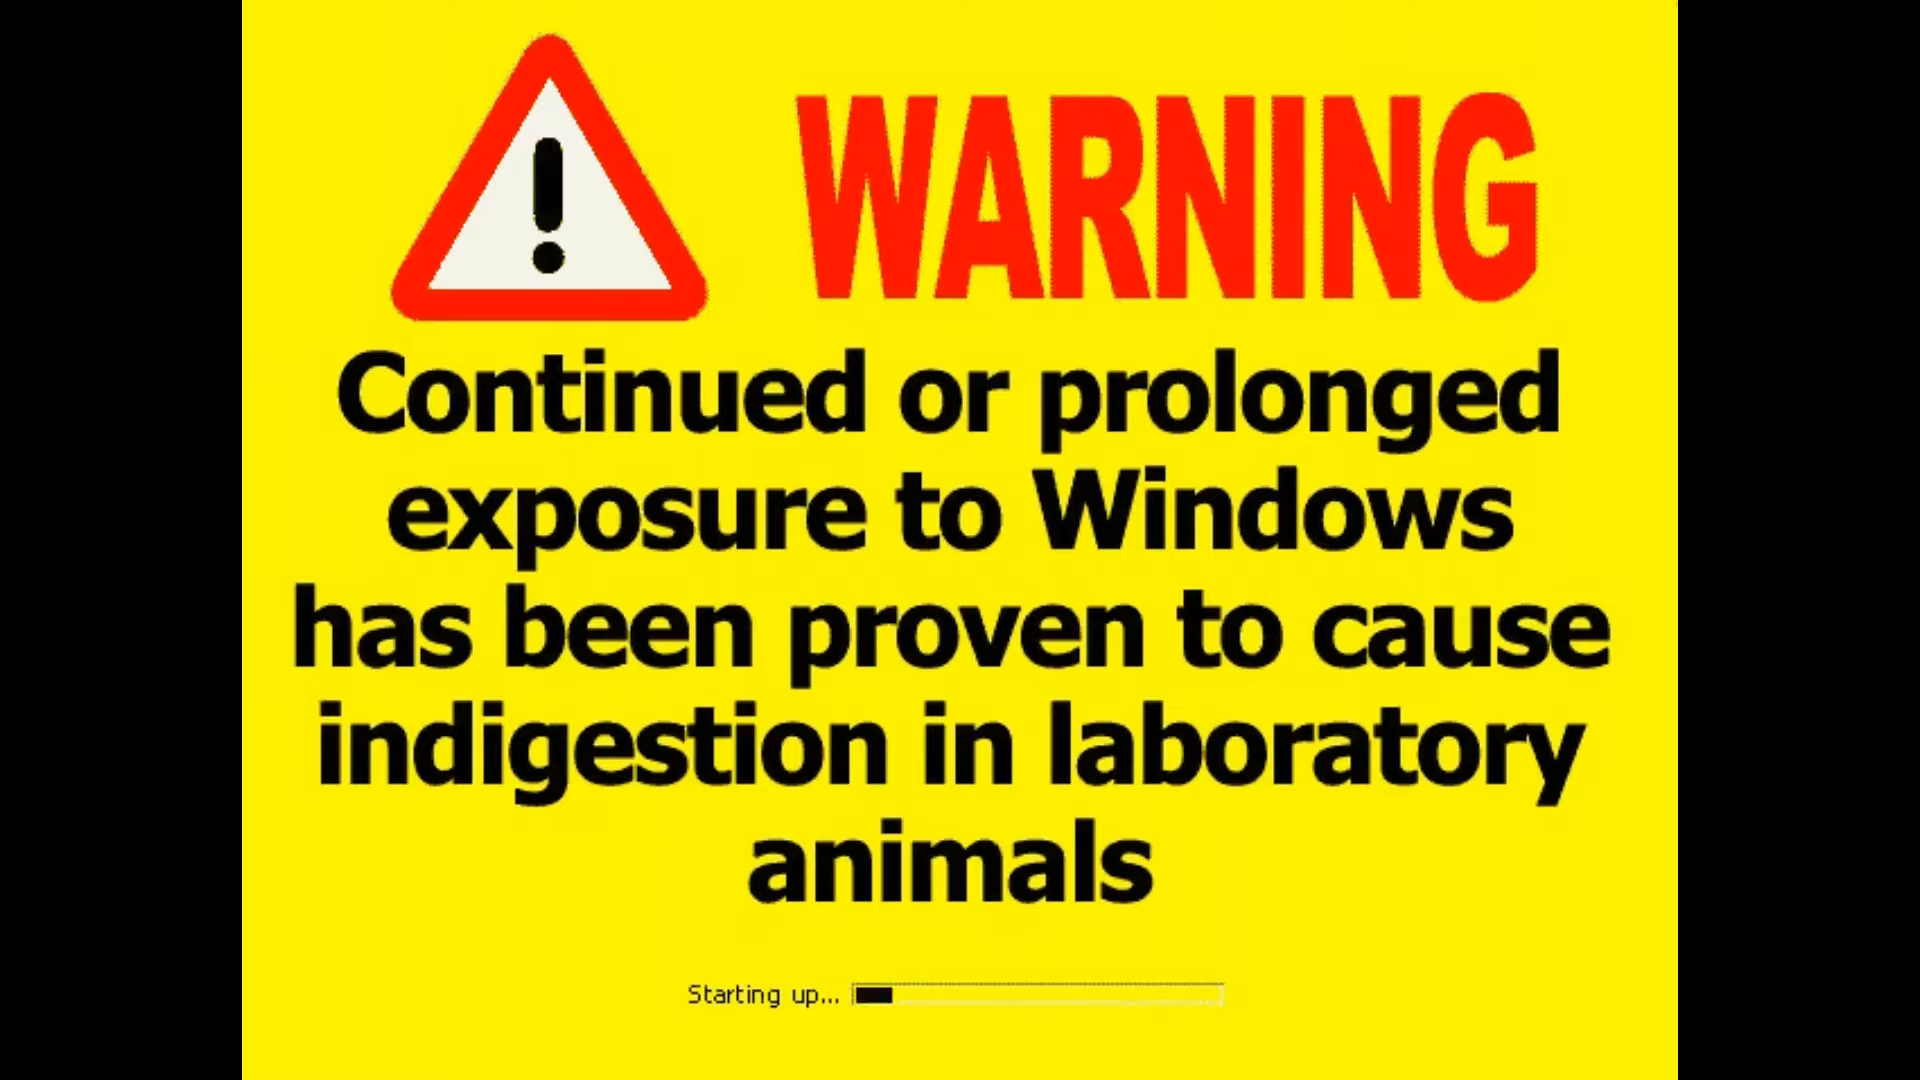 WARNING
Continued or prolonged
exposure to Windows
has been proven to cause
indigestion in laboratory
animals
Starting up...